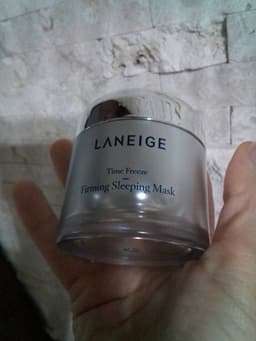 LANEIGE
Time Freeze
Firming Sleeping Mask